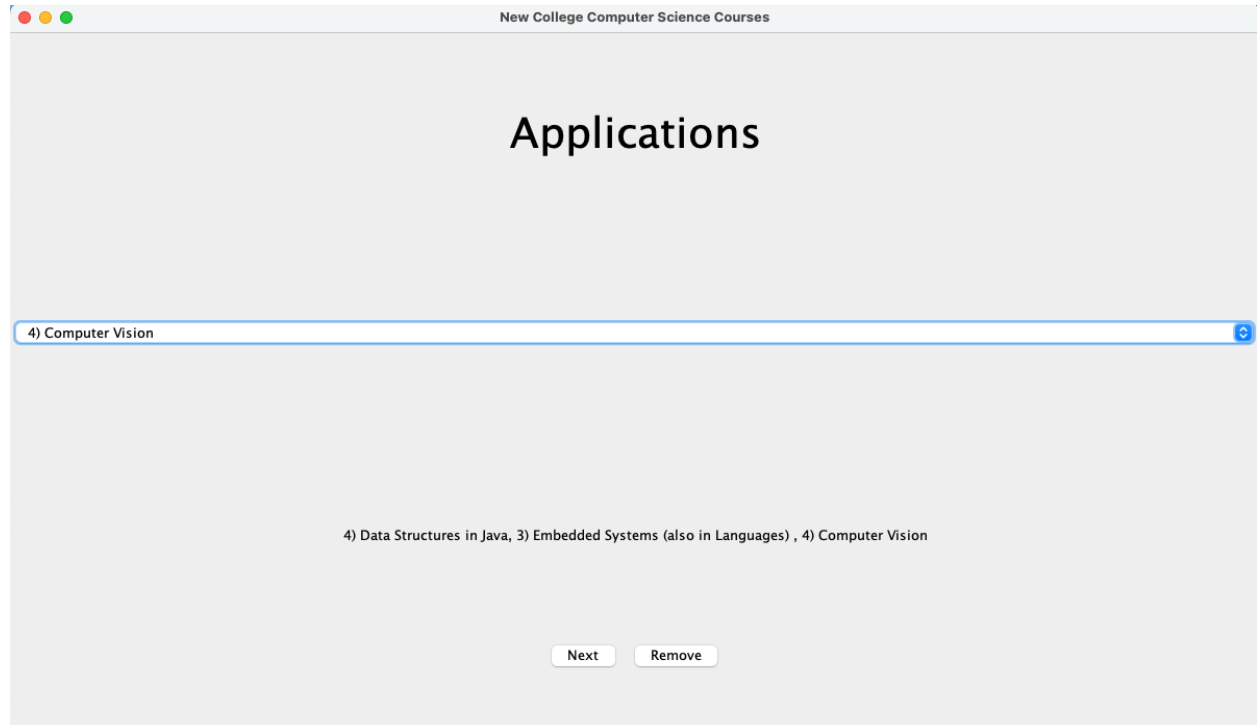 New College Computer Science Courses
Applications
4) Computer Vision
4) Data Structures in Java, 3) Embedded Systems (also in Languages) , 4) Computer Vision
Next Remove